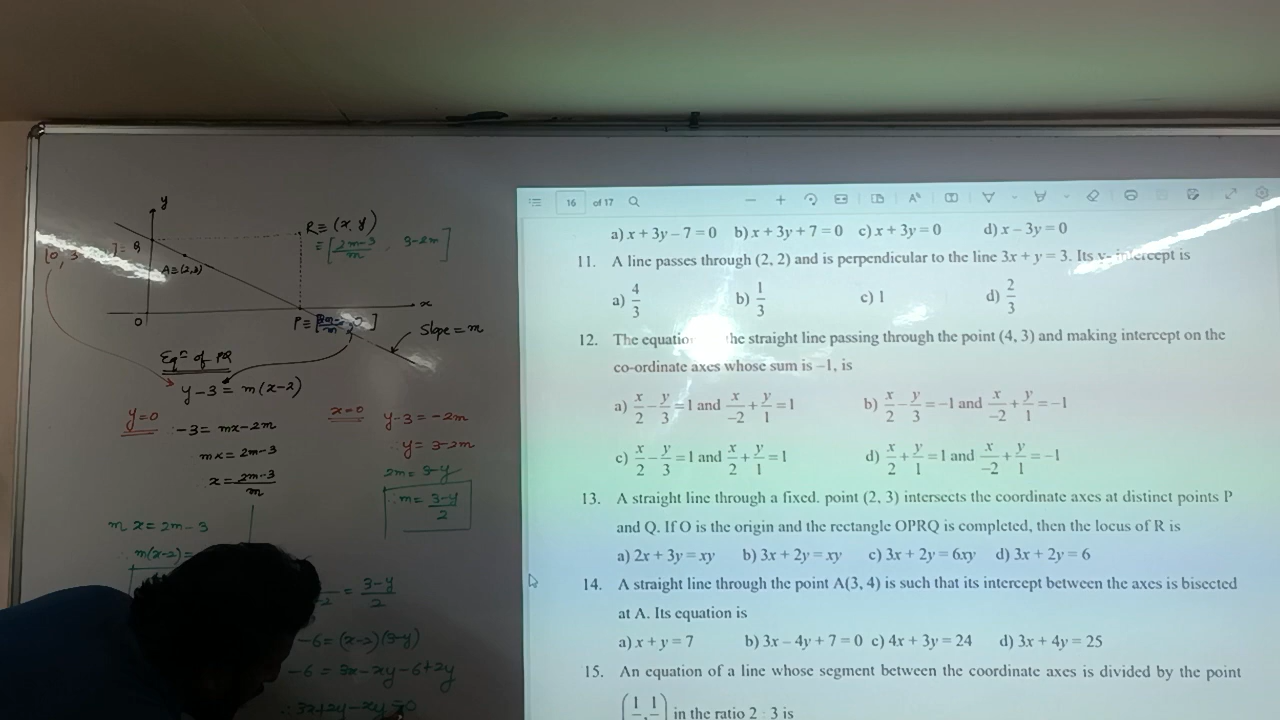 y
R ≡ (x, y)
≡ [2m-3/m , 3-2m]
[0, 3 ] ≡ Q
A≡(2,3)
x
O
P ≡ [ ]
Slope = m
Eqⁿ of PQ
y-3 = m(x-2)
y=0
∴ -3 = mx-2m
mx = 2m-3
x = 2m-3/m
x=0
y-3 = -2m
∴ y = 3-2m
2m = 3-y
∴ m = 3-y/2
m x = 2m-3
∴ m(x-2) =
= 3-y/2
-6 = (x-2)(3-y)
-6 = 3x-xy-6+2y
∴ 3x+2y-xy=0
16 of 17
a) x + 3y – 7 = 0 b) x + 3y + 7 = 0 c) x + 3y = 0 d) x – 3y = 0
11. A line passes through (2, 2) and is perpendicular to the line 3x + y = 3. Its y- intercept is
a) 4/3 b) 1/3 c) 1 d) 2/3
12. The equatio he straight line passing through the point (4, 3) and making intercept on the
co-ordinate axes whose sum is –1, is
a) x/2 – y/3 = 1 and x/–2 + y/1 = 1 b) x/2 – y/3 = –1 and x/–2 + y/1 = –1
c) x/2 – y/3 = 1 and x/2 + y/1 = 1 d) x/2 + y/1 = 1 and x/–2 + y/1 = –1
13. A straight line through a fixed. point (2, 3) intersects the coordinate axes at distinct points P
and Q. If O is the origin and the rectangle OPRQ is completed, then the locus of R is
a) 2x + 3y = xy b) 3x + 2y = xy c) 3x + 2y = 6xy d) 3x + 2y = 6
14. A straight line through the point A(3, 4) is such that its intercept between the axes is bisected
at A. Its equation is
a) x + y = 7 b) 3x – 4y + 7 = 0 c) 4x + 3y = 24 d) 3x + 4y = 25
15. An equation of a line whose segment between the coordinate axes is divided by the point
(1 , 1 ) in the ratio 2 : 3 is